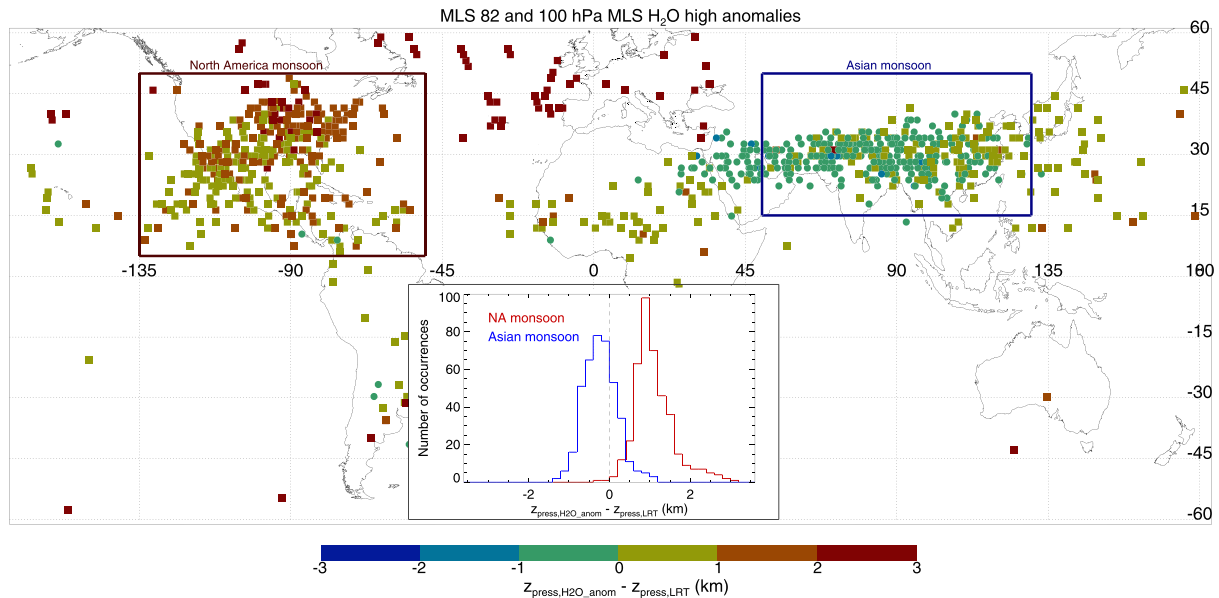 MLS 82 and 100 hPa MLS H2O high anomalies
60
North America monsoon
Asian monsoon
45
30
15
-135 -90 -45 0 45 90 135 180
-15
-30
-45
-60
100
80
60
40
20
0
Number of occurrences
NA monsoon
Asian monsoon
-2 0 2
zpress,H2O_anom - zpress,LRT (km)
-3 -2 -1 0 1 2 3
zpress,H2O_anom - zpress,LRT (km)